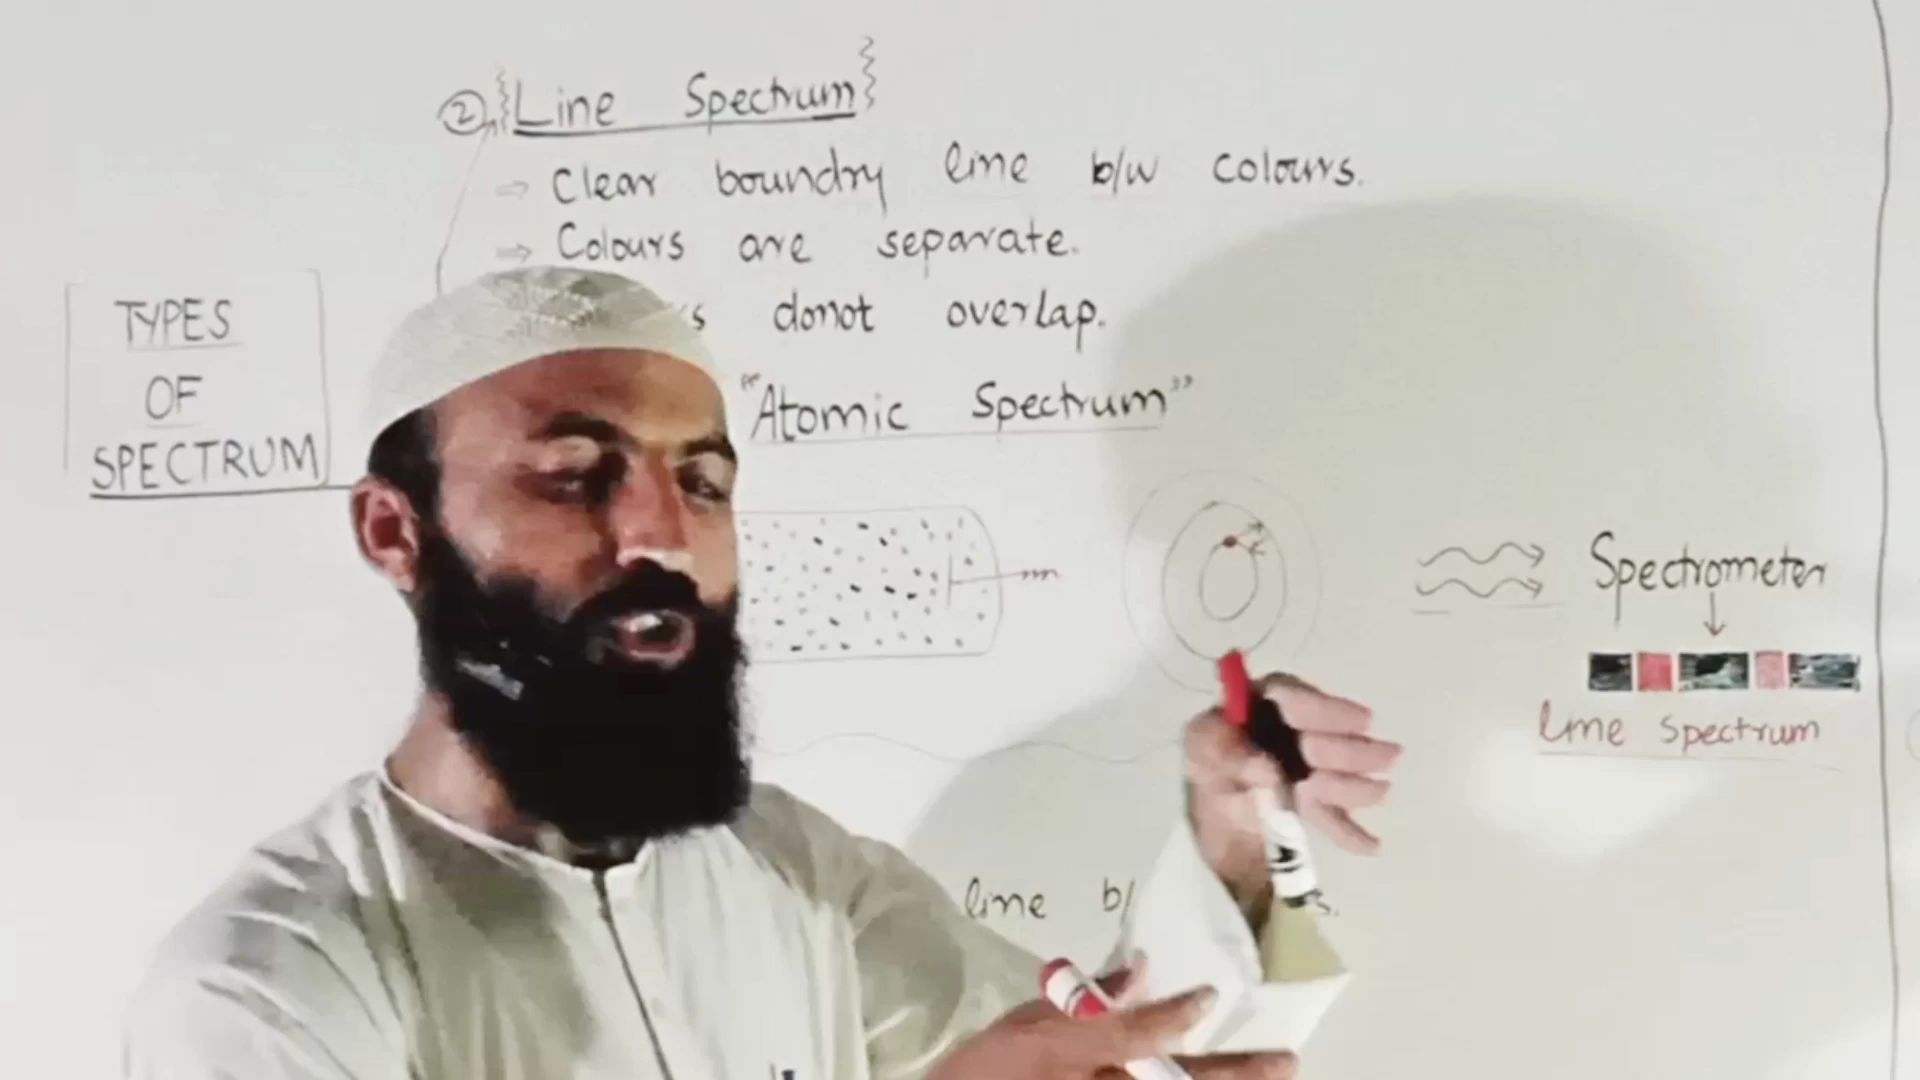 ② Line Spectrum
⇒ Clear boundry line b/w colours.
⇒ Colours are separate.
donot overlap.
"Atomic Spectrum"
TYPES
OF
SPECTRUM
Spectrometer
line spectrum
line b/